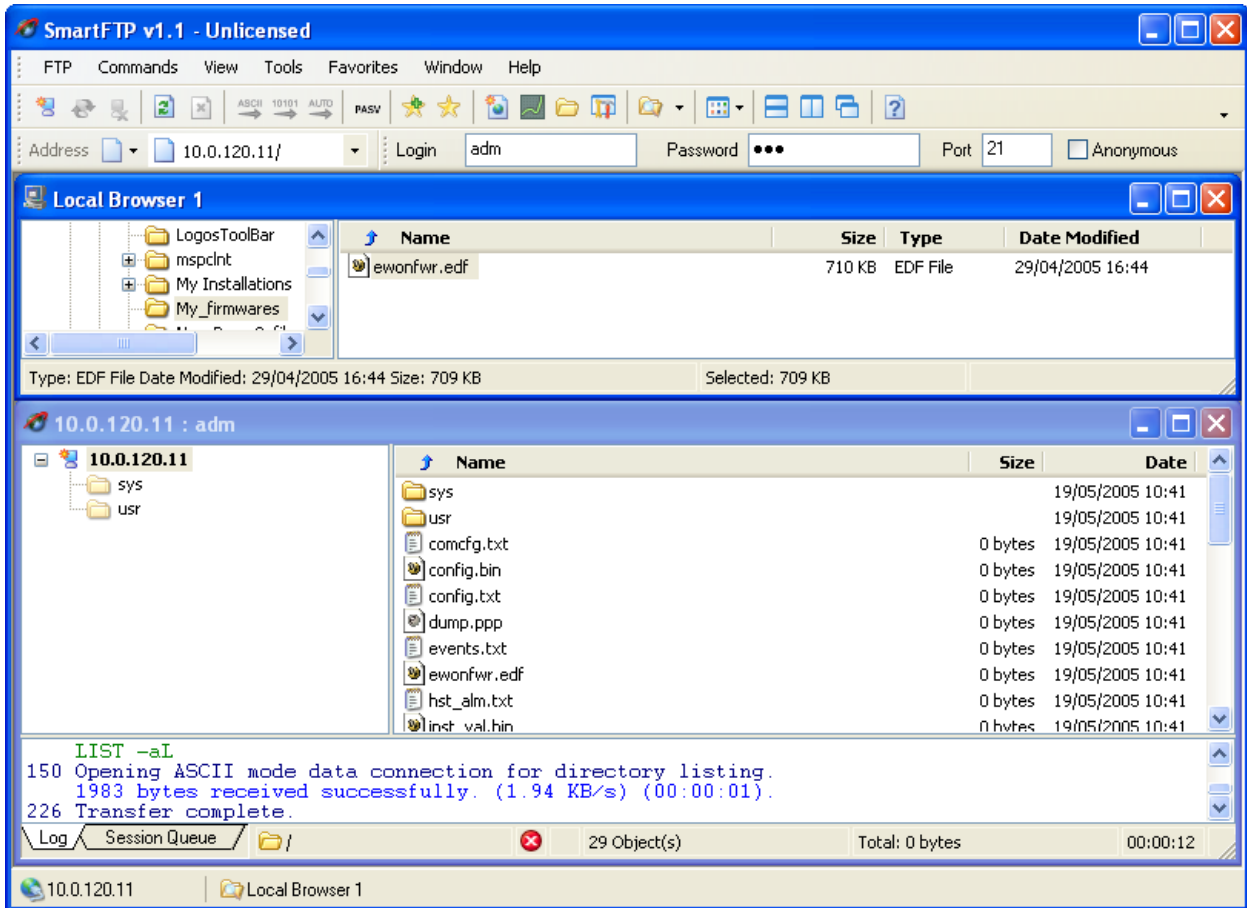 SmartFTP v1.1 - Unlicensed
FTP Commands View Tools Favorites Window Help
ASCII 10101 AUTO PASV
Address 10.0.120.11/ Login adm Password ●●● Port 21 Anonymous
Local Browser 1
LogosToolBar
mspclnt
My Installations
My_firmwares
Name Size Type Date Modified
ewonfwr.edf 710 KB EDF File 29/04/2005 16:44
Type: EDF File Date Modified: 29/04/2005 16:44 Size: 709 KB Selected: 709 KB
10.0.120.11 : adm
10.0.120.11
sys
usr
Name Size Date
sys 19/05/2005 10:41
usr 19/05/2005 10:41
comcfg.txt 0 bytes 19/05/2005 10:41
config.bin 0 bytes 19/05/2005 10:41
config.txt 0 bytes 19/05/2005 10:41
dump.ppp 0 bytes 19/05/2005 10:41
events.txt 0 bytes 19/05/2005 10:41
ewonfwr.edf 0 bytes 19/05/2005 10:41
hst_alm.txt 0 bytes 19/05/2005 10:41
inst_val.bin 0 bytes 19/05/2005 10:41
LIST -aL
150 Opening ASCII mode data connection for directory listing.
1983 bytes received successfully. (1.94 KB/s) (00:00:01).
226 Transfer complete.
Log Session Queue / 29 Object(s) Total: 0 bytes 00:00:12
10.0.120.11 Local Browser 1